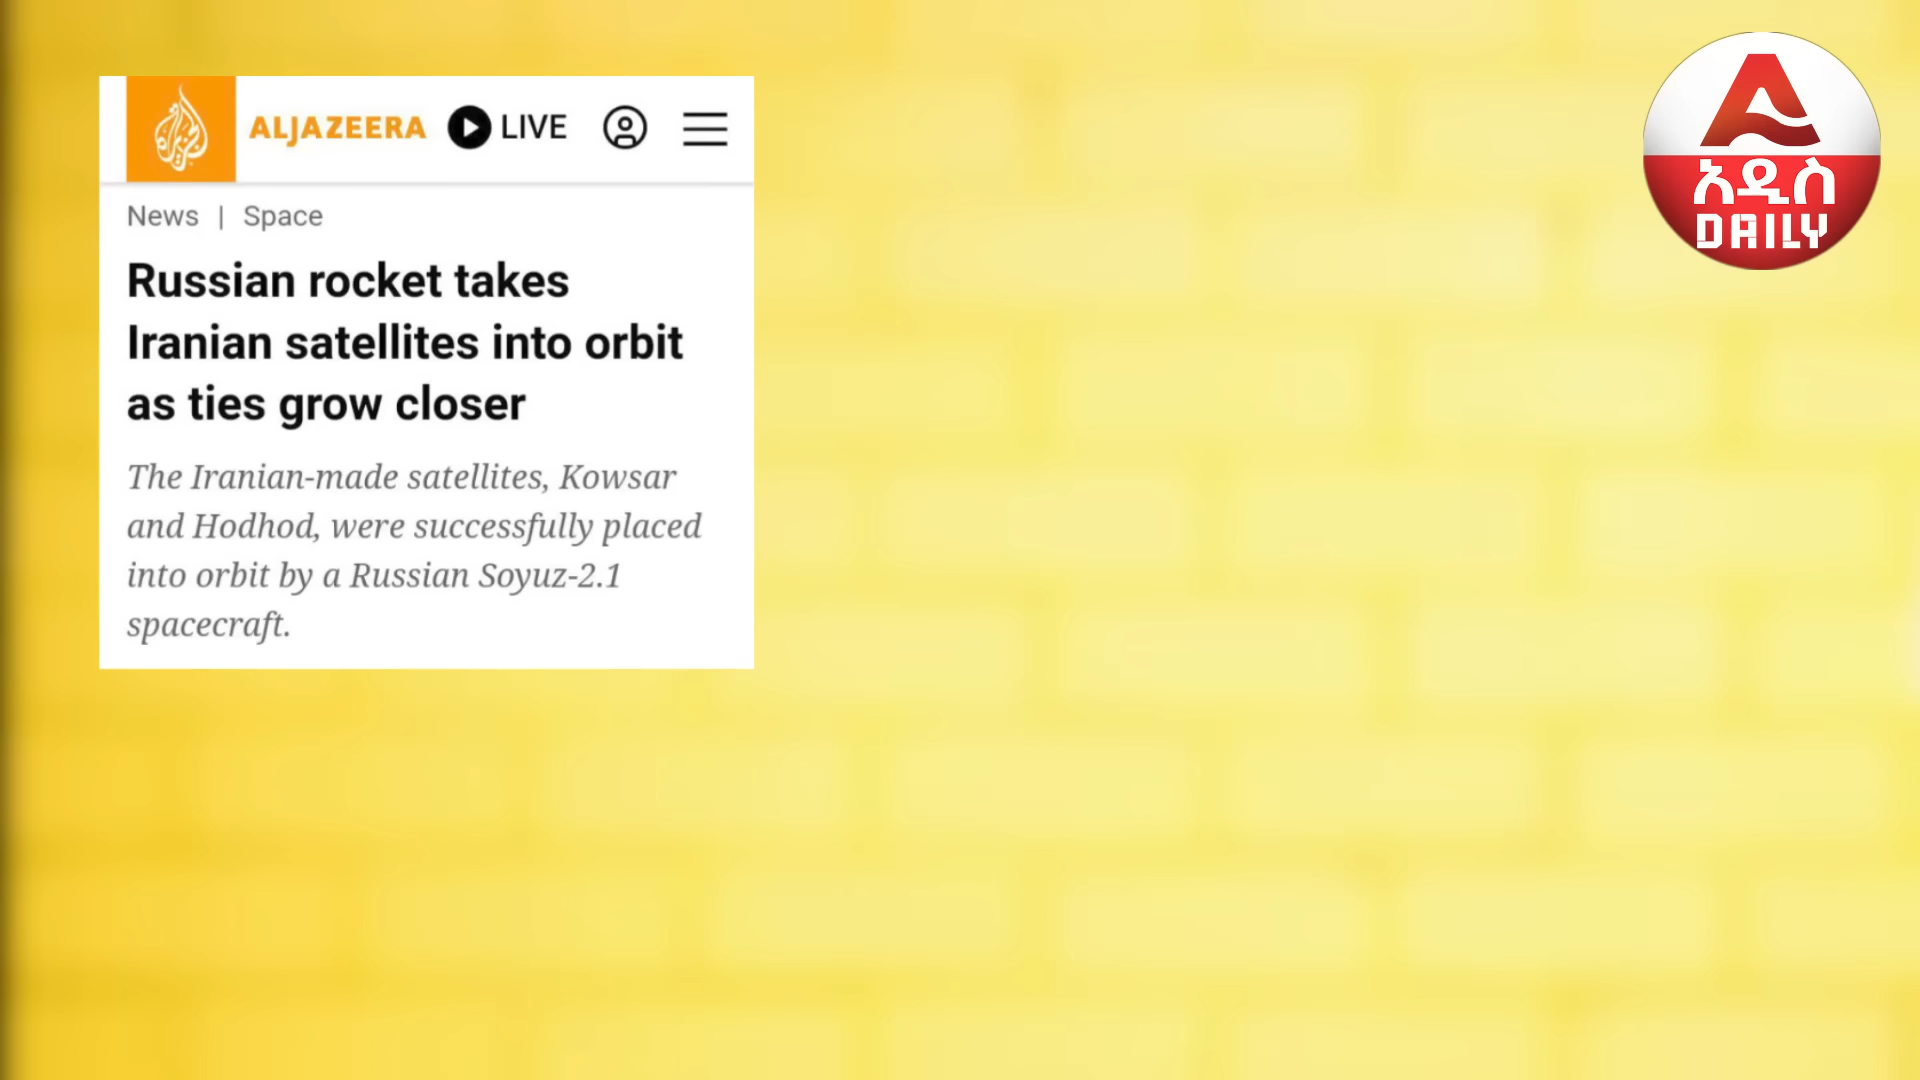 ALJAZEERA LIVE
News | Space
Russian rocket takes
Iranian satellites into orbit
as ties grow closer
The Iranian-made satellites, Kowsar
and Hodhod, were successfully placed
into orbit by a Russian Soyuz-2.1
spacecraft.
አዲስ
DAILY